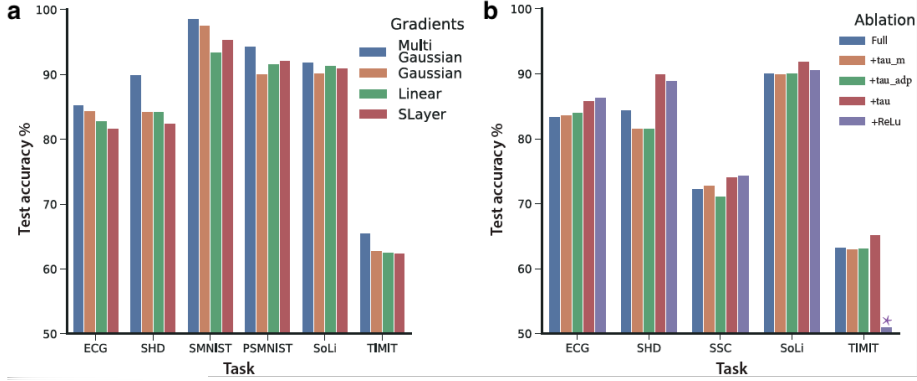 a
100
90
80
70
60
50
Test accuracy %
ECG SHD SMNIST PSMNIST SoLi TIMIT
Task
Gradients
Multi
Gaussian
Gaussian
Linear
SLayer
b
100
90
80
70
60
50
Test accuracy %
ECG SHD SSC SoLi TIMIT
Task
Ablation
Full
+tau_m
+tau_adp
+tau
+ReLu
*